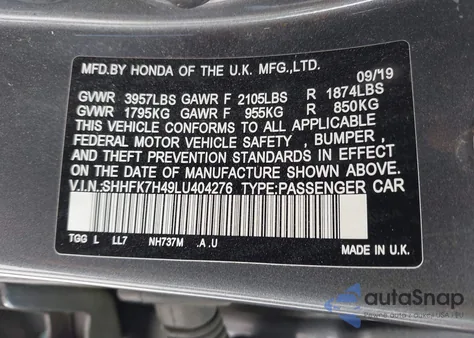 MFD.BY HONDA OF THE U.K. MFG.,LTD.
09/19
GVWR 3957LBS GAWR F 2105LBS R 1874LBS
GVWR 1795KG GAWR F 955KG R 850KG
THIS VEHICLE CONFORMS TO ALL APPLICABLE
FEDERAL MOTOR VEHICLE SAFETY , BUMPER ,
AND THEFT PREVENTION STANDARDS IN EFFECT
ON THE DATE OF MANUFACTURE SHOWN ABOVE.
V.I.N.:SHHFK7H49LU404276 TYPE:PASSENGER CAR
TGG L LL7 NH737M .A.U
MADE IN U.K.
autoSnap